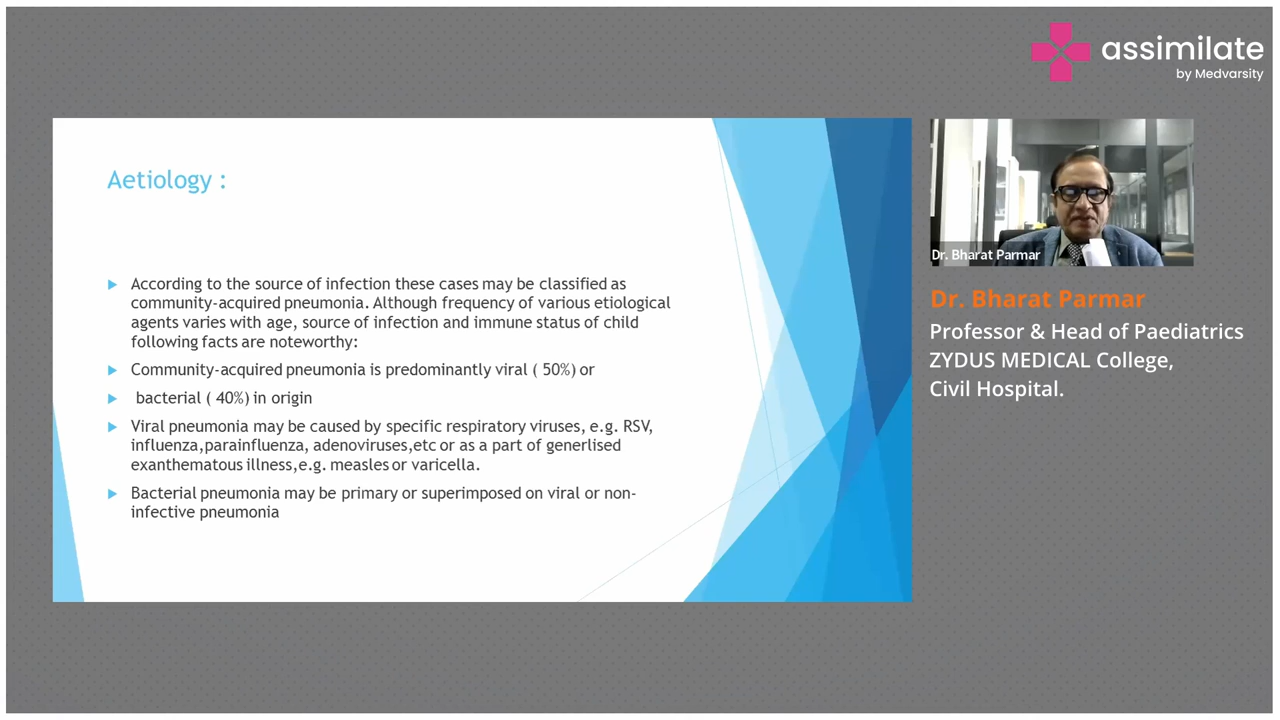 assimilate
by Medvarsity
Aetiology :
According to the source of infection these cases may be classified as
community-acquired pneumonia. Although frequency of various etiological
agents varies with age, source of infection and immune status of child
following facts are noteworthy:
Community-acquired pneumonia is predominantly viral ( 50%) or
bacterial ( 40%) in origin
Viral pneumonia may be caused by specific respiratory viruses, e.g. RSV,
influenza,parainfluenza, adenoviruses,etc or as a part of generlised
exanthematous illness,e.g. measles or varicella.
Bacterial pneumonia may be primary or superimposed on viral or non-
infective pneumonia
Dr. Bharat Parmar
Dr. Bharat Parmar
Professor & Head of Paediatrics
ZYDUS MEDICAL College,
Civil Hospital.